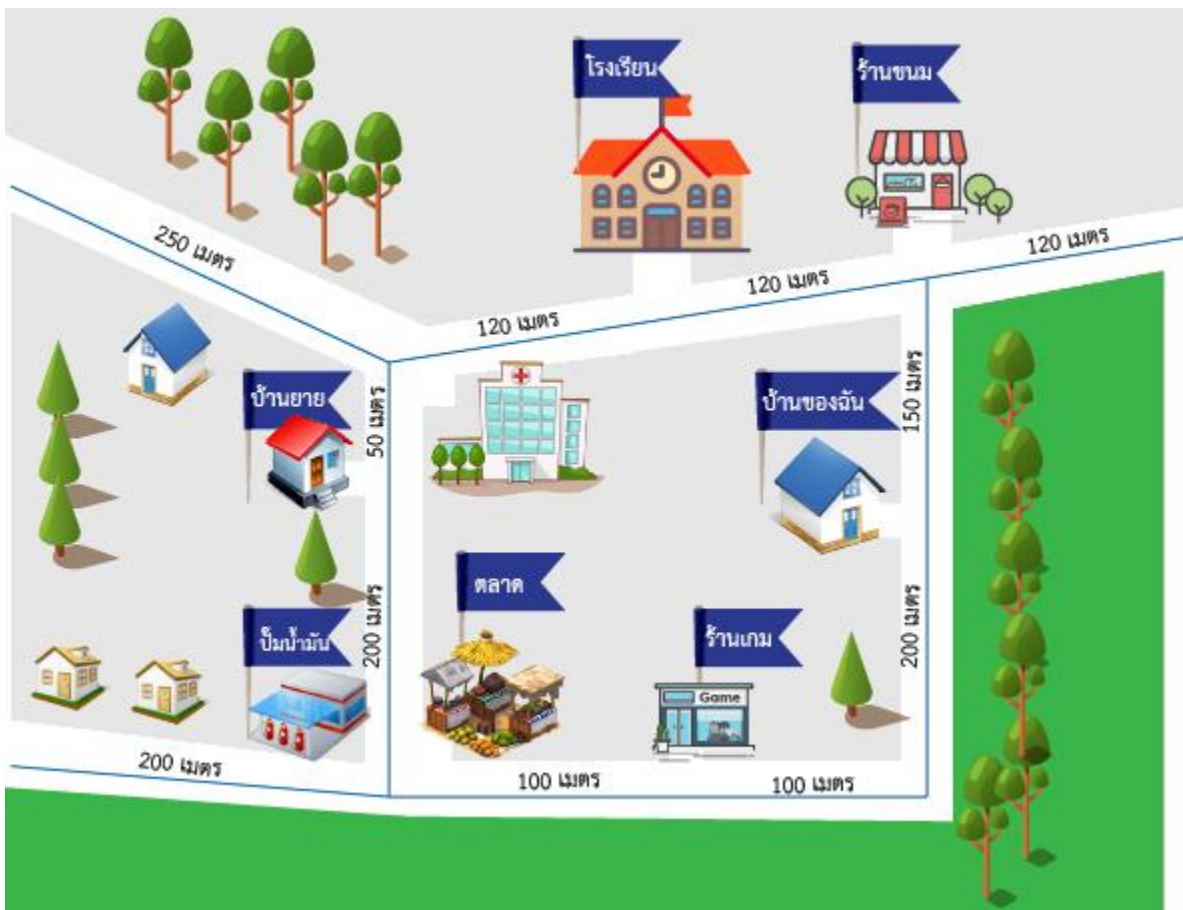 โรงเรียน
ร้านขนม
250 เมตร
120 เมตร
120 เมตร
120 เมตร
บ้านยาย
50 เมตร
บ้านของฉัน
150 เมตร
ตลาด
ปั๊มน้ำมัน
200 เมตร
ร้านเกม
200 เมตร
Game
200 เมตร
100 เมตร
100 เมตร